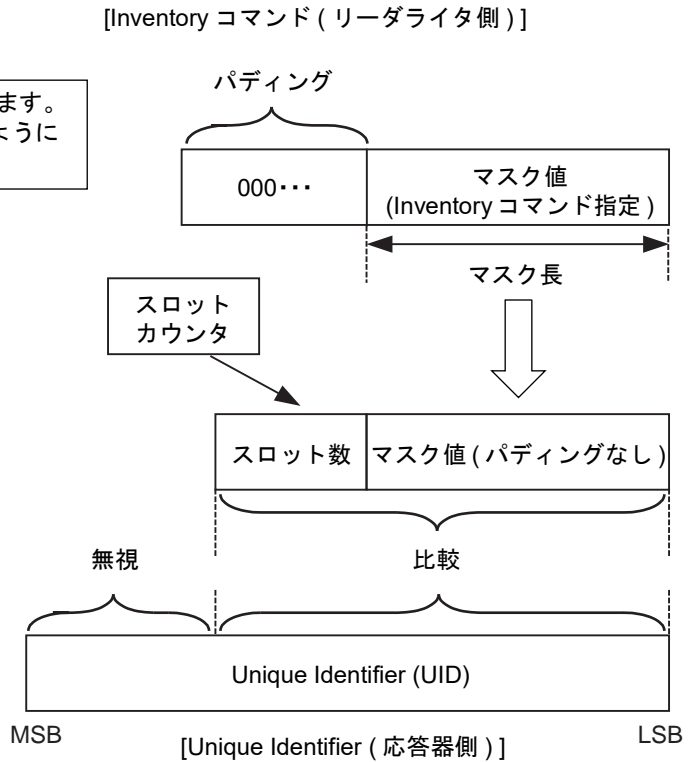 [Inventory コマンド ( リーダライタ側 ) ]
ます。
ように
パディング
000･･･
マスク値
(Inventory コマンド指定 )
マスク長
スロット
カウンタ
スロット数
マスク値 ( パディングなし )
無視
比較
Unique Identifier (UID)
MSB
LSB
[Unique Identifier ( 応答器側 ) ]